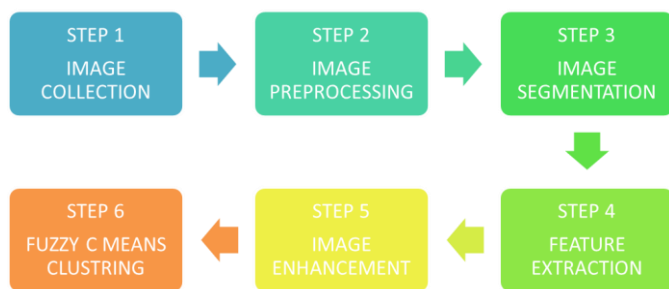 STEP 1
IMAGE
COLLECTION
STEP 2
IMAGE
PREPROCESSING
STEP 3
IMAGE
SEGMENTATION
STEP 4
FEATURE
EXTRACTION
STEP 5
IMAGE
ENHANCEMENT
STEP 6
FUZZY C MEANS
CLUSTRING